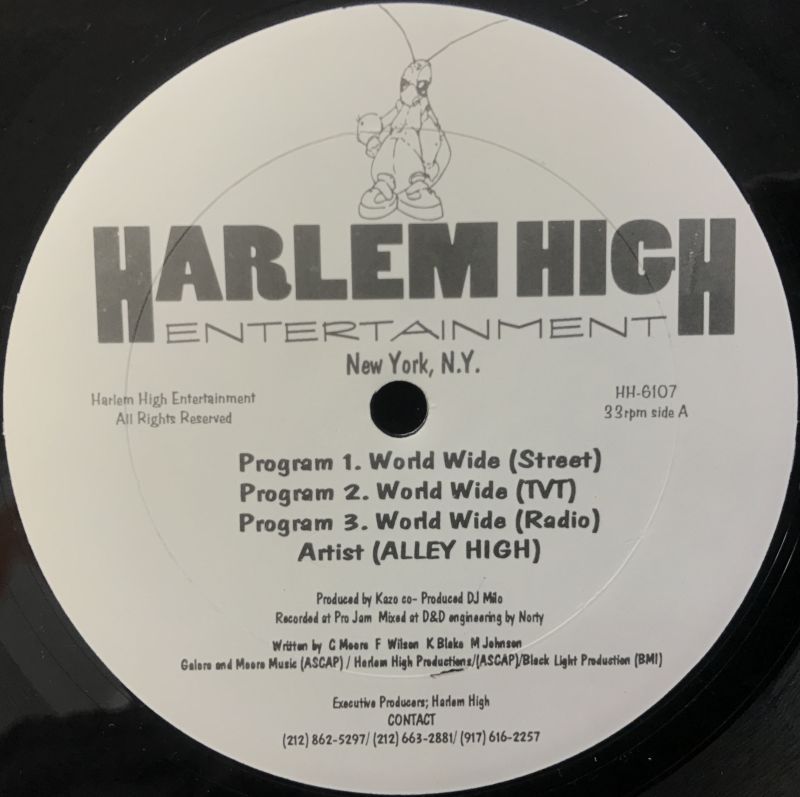 HARLEM HIGH
ENTERTAINMENT
New York, N.Y.
Harlem High Entertainment
All Rights Reserved
HH-6107
33rpm side A
Program 1. World Wide (Street)
Program 2. World Wide (TVT)
Program 3. World Wide (Radio)
Artist (ALLEY HIGH)
Produced by Kazo co- Produced DJ Milo
Recorded at Pro Jam Mixed at D&D engineering by Norty
Written by C Moore F Wilson K Blake M Johnson
Galore and Moore Music (ASCAP) / Harlem High Productions/(ASCAP)/Black Light Production (BMI)
Executive Producers; Harlem High
CONTACT
(212) 862-5297/ (212) 663-2881/ (917) 616-2257